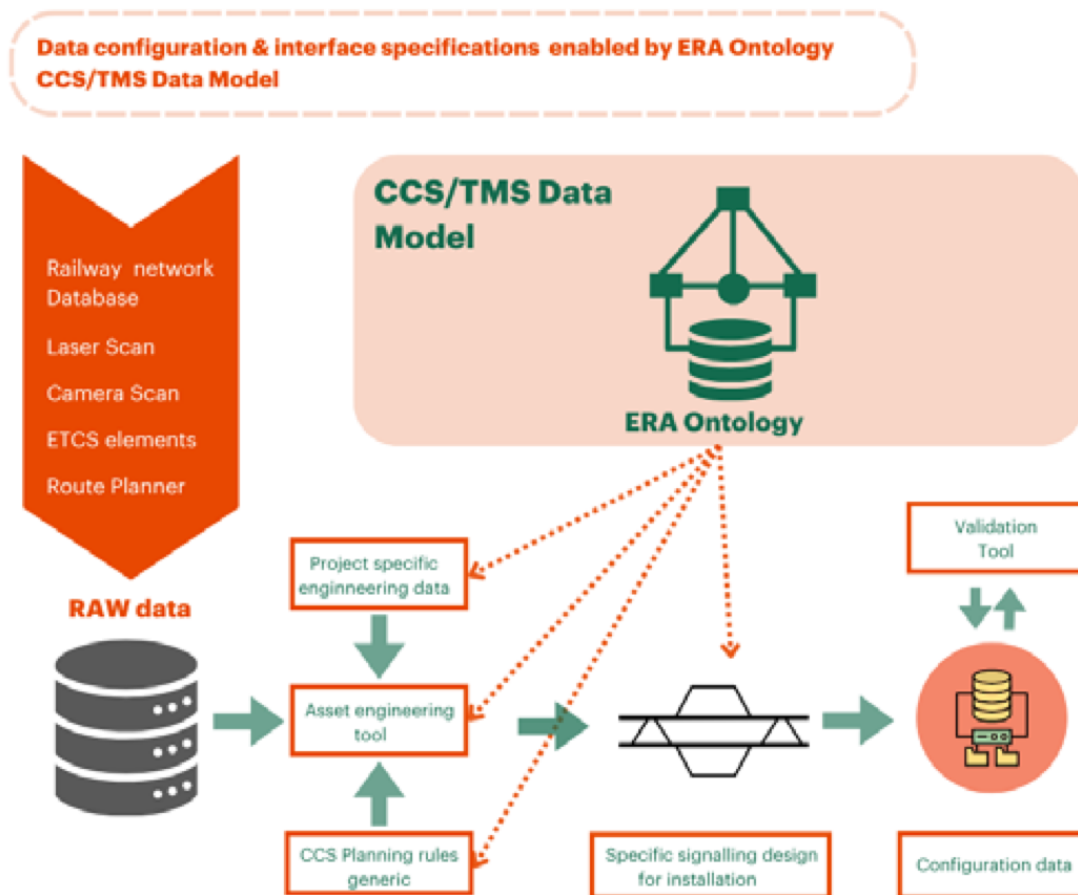 Data configuration & interface specifications enabled by ERA Ontology
CCS/TMS Data Model
CCS/TMS Data
Model
ERA Ontology
Railway network
Database
Laser Scan
Camera Scan
ETCS elements
Route Planner
RAW data
Project specific
enginneering data
Asset engineering
tool
CCS Planning rules
generic
Specific signalling design
for installation
Validation
Tool
Configuration data